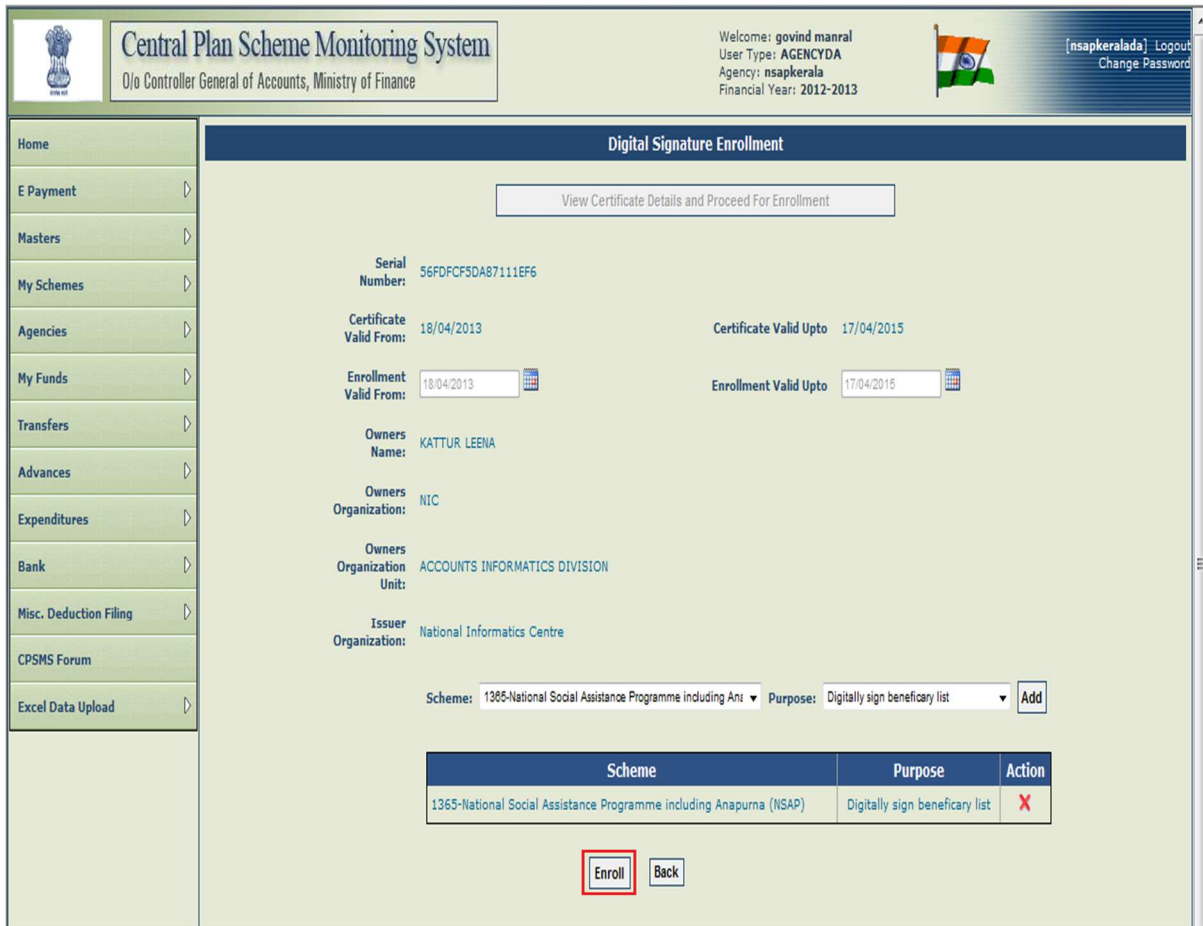 Central Plan Scheme Monitoring System
O/o Controller General of Accounts, Ministry of Finance
Welcome: govind manral
User Type: AGENCYDA
Agency: nsapkerala
Financial Year: 2012-2013
[nsapkeralada] Logout
Change Password
Home
E Payment
Masters
My Schemes
Agencies
My Funds
Transfers
Advances
Expenditures
Bank
Misc. Deduction Filing
CPSMS Forum
Excel Data Upload
Digital Signature Enrollment
View Certificate Details and Proceed For Enrollment
Serial
Number:
56FDFCF5DA87111EF6
Certificate
Valid From:
18/04/2013
Certificate Valid Upto 17/04/2015
Enrollment
Valid From:
18/04/2013
Enrollment Valid Upto 17/04/2015
Owners
Name:
KATTUR LEENA
Owners
Organization:
NIC
Owners
Organization
Unit:
ACCOUNTS INFORMATICS DIVISION
Issuer
Organization:
National Informatics Centre
Scheme: 1365-National Social Assistance Programme including Ana Purpose: Digitally sign beneficary list Add
Scheme Purpose Action
1365-National Social Assistance Programme including Anapurna (NSAP) Digitally sign beneficary list X
Enroll Back